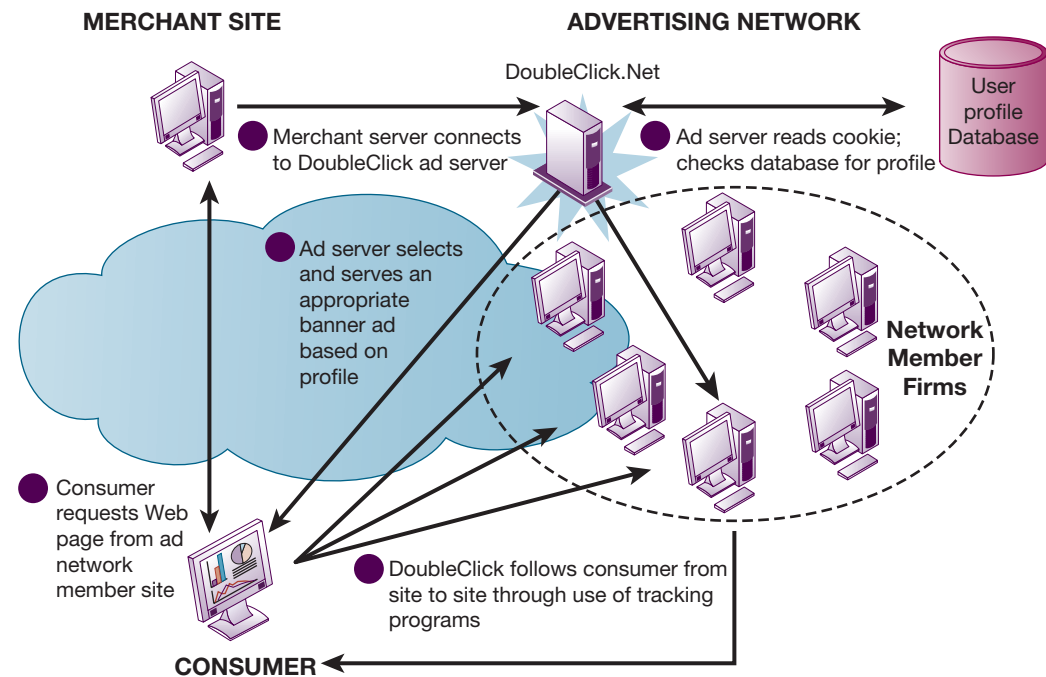 MERCHANT SITE
ADVERTISING NETWORK
DoubleClick.Net
User
profile
Database
Merchant server connects
to DoubleClick ad server
Ad server reads cookie;
checks database for profile
Ad server selects
and serves an
appropriate
banner ad
based on
profile
Network
Member
Firms
Consumer
requests Web
page from ad
network
member site
DoubleClick follows consumer from
site to site through use of tracking
programs
CONSUMER